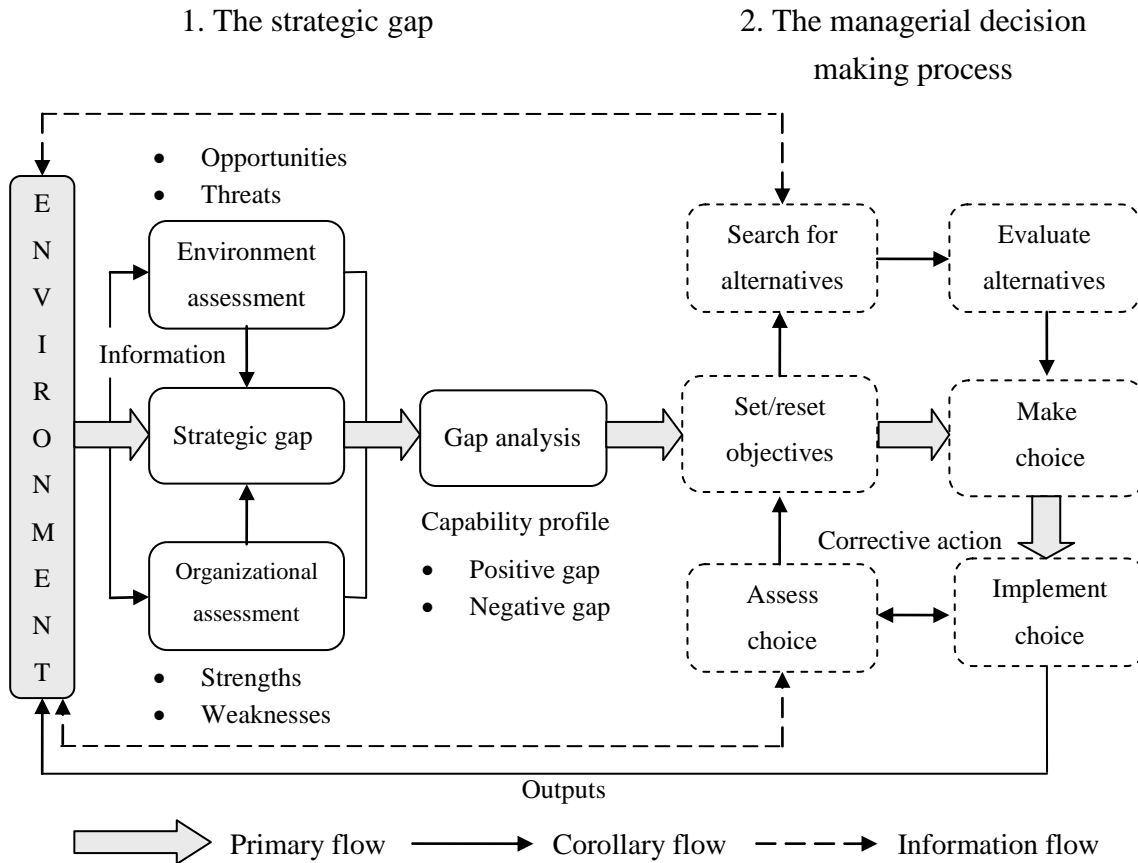 1. The strategic gap
2. The managerial decision
making process
• Opportunities
• Threats
E
N
V
I
R
O
N
M
E
N
T
Environment
assessment
Information
Strategic gap
Organizational
assessment
• Strengths
• Weaknesses
Gap analysis
Capability profile
• Positive gap
• Negative gap
Search for
alternatives
Evaluate
alternatives
Set/reset
objectives
Make
choice
Corrective action
Assess
choice
Implement
choice
Outputs
Primary flow
Corollary flow
Information flow